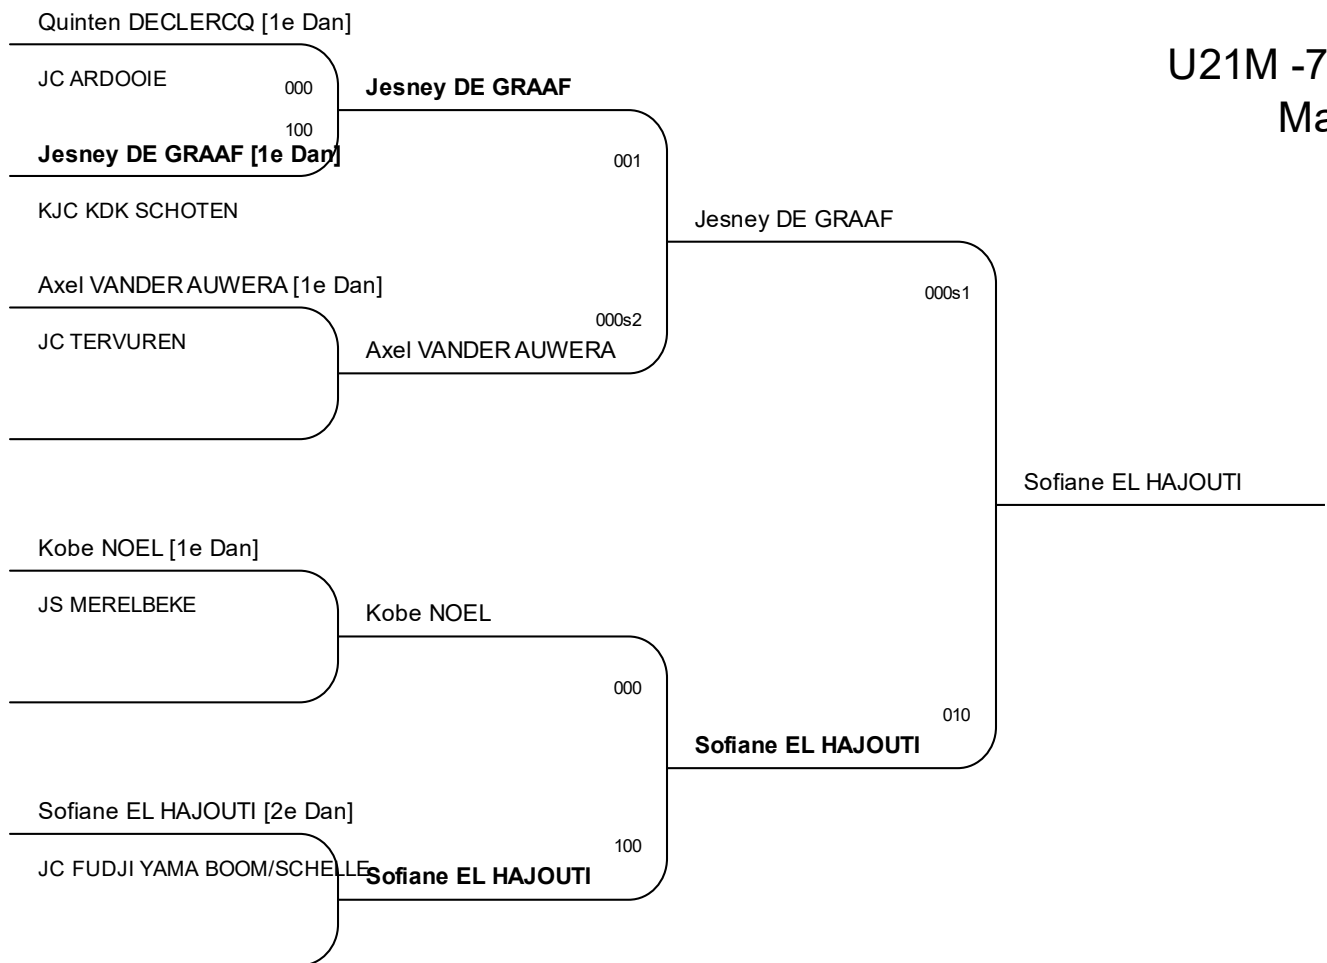 Quinten DECLERCQ [1e Dan]
U21M -7
JC ARDOOIE
000
Jesney DE GRAAF
Ma
100
Jesney DE GRAAF [1e Dan]
001
KJC KDK SCHOTEN
Jesney DE GRAAF
Axel VANDER AUWERA [1e Dan]
000s1
000s2
JC TERVUREN
Axel VANDER AUWERA
Sofiane EL HAJOUTI
Kobe NOEL [1e Dan]
JS MERELBEKE
Kobe NOEL
000
010
Sofiane EL HAJOUTI
Sofiane EL HAJOUTI [2e Dan]
100
JC FUDJI YAMA BOOM/SCHELLE
Sofiane EL HAJOUTI